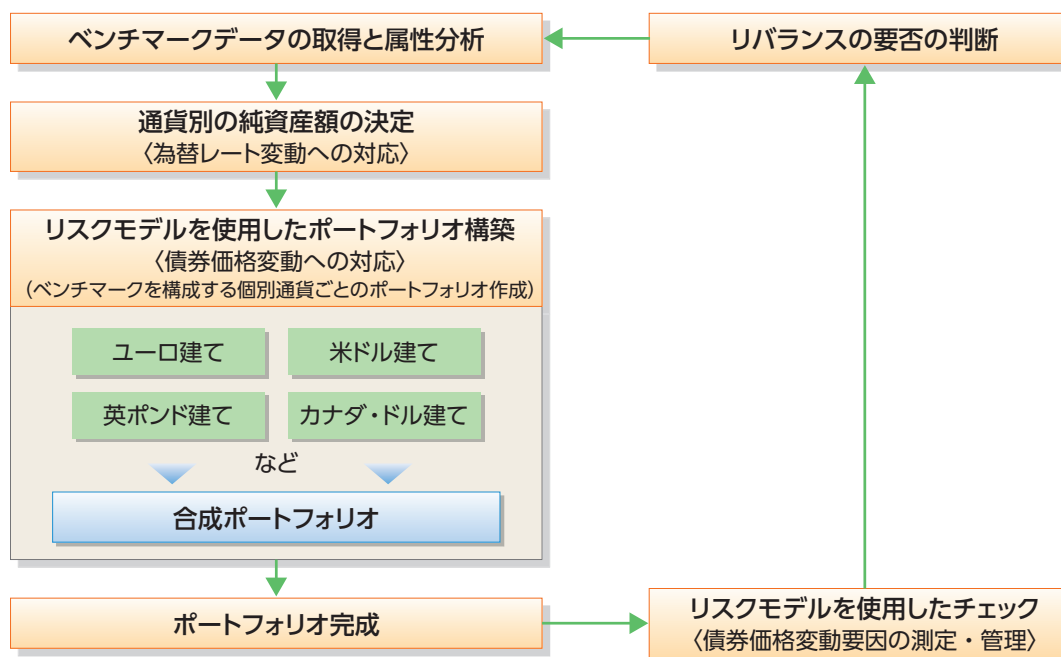 ベンチマークデータの取得と属性分析
リバランスの要否の判断
通貨別の純資産額の決定
〈為替レート変動への対応〉
リスクモデルを使用したポートフォリオ構築
〈債券価格変動への対応〉
(ベンチマークを構成する個別通貨ごとのポートフォリオ作成)
ユーロ建て
米ドル建て
英ポンド建て
カナダ・ドル建て
など
合成ポートフォリオ
ポートフォリオ完成
リスクモデルを使用したチェック
〈債券価格変動要因の測定・管理〉